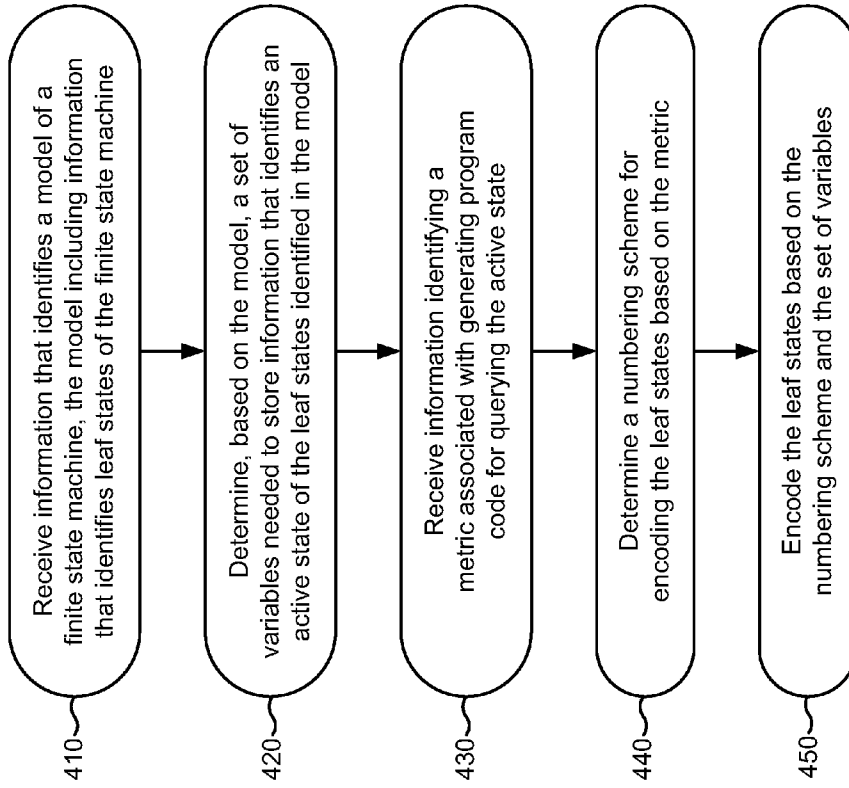 410
Receive information that identifies a model of a
finite state machine, the model including information
that identifies leaf states of the finite state machine
420
Determine, based on the model, a set of
variables needed to store information that identifies an
active state of the leaf states identified in the model
430
Receive information identifying a
metric associated with generating program
code for querying the active state
440
Determine a numbering scheme for
encoding the leaf states based on the metric
450
Encode the leaf states based on the
numbering scheme and the set of variables